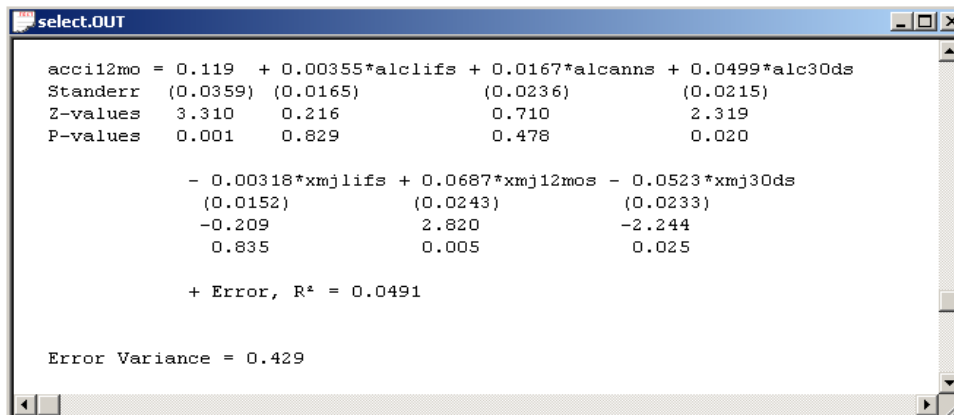 select.OUT
acci12mo = 0.119 + 0.00355*alclifs + 0.0167*alcanns + 0.0499*alc30ds
Standerr (0.0359) (0.0165) (0.0236) (0.0215)
Z-values 3.310 0.216 0.710 2.319
P-values 0.001 0.829 0.478 0.020
- 0.00318*xmjlifs + 0.0687*xmj12mos - 0.0523*xmj30ds
(0.0152) (0.0243) (0.0233)
-0.209 2.820 -2.244
0.835 0.005 0.025
+ Error, R² = 0.0491
Error Variance = 0.429